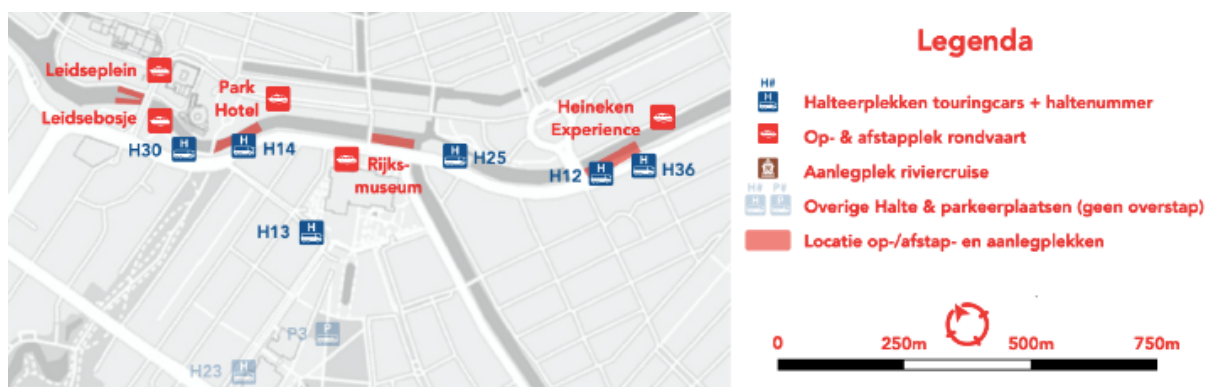 Leidseplein
Leidsebosje
H30
Park
Hotel
H14
Rijks-
museum
H25
Heineken
Experience
H12
H36
H13
P3
P
H23
H
Legenda
H#
H
Halteerplekken touringcars + haltenummer
Op- & afstapplek rondvaart
Aanlegplek riviercruise
H# P#
H P
Overige Halte & parkeerplaatsen (geen overstap)
Locatie op-/afstap- en aanlegplekken
0 250m 500m 750m